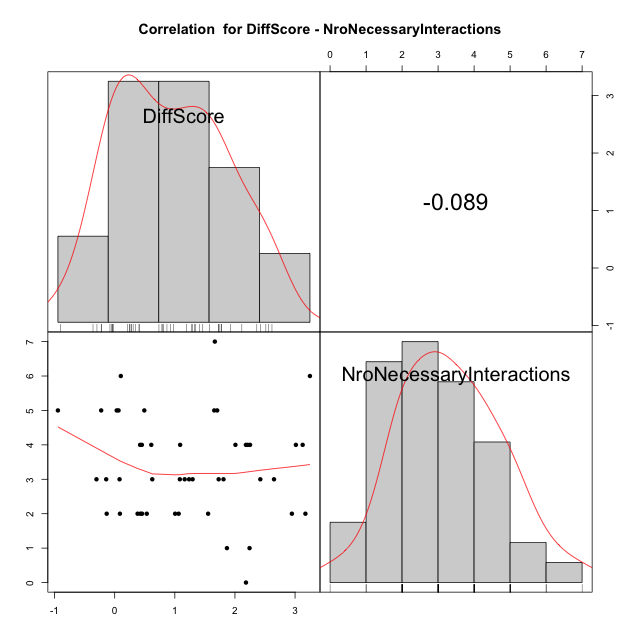 Correlation  for DiffScore - NroNecessaryInteractions
0 1 2 3 4 5 6 7
DiffScore
-0.089
3
2
1
0
-1
7
6
5
4
3
2
1
0
NroNecessaryInteractions
-1 0 1 2 3